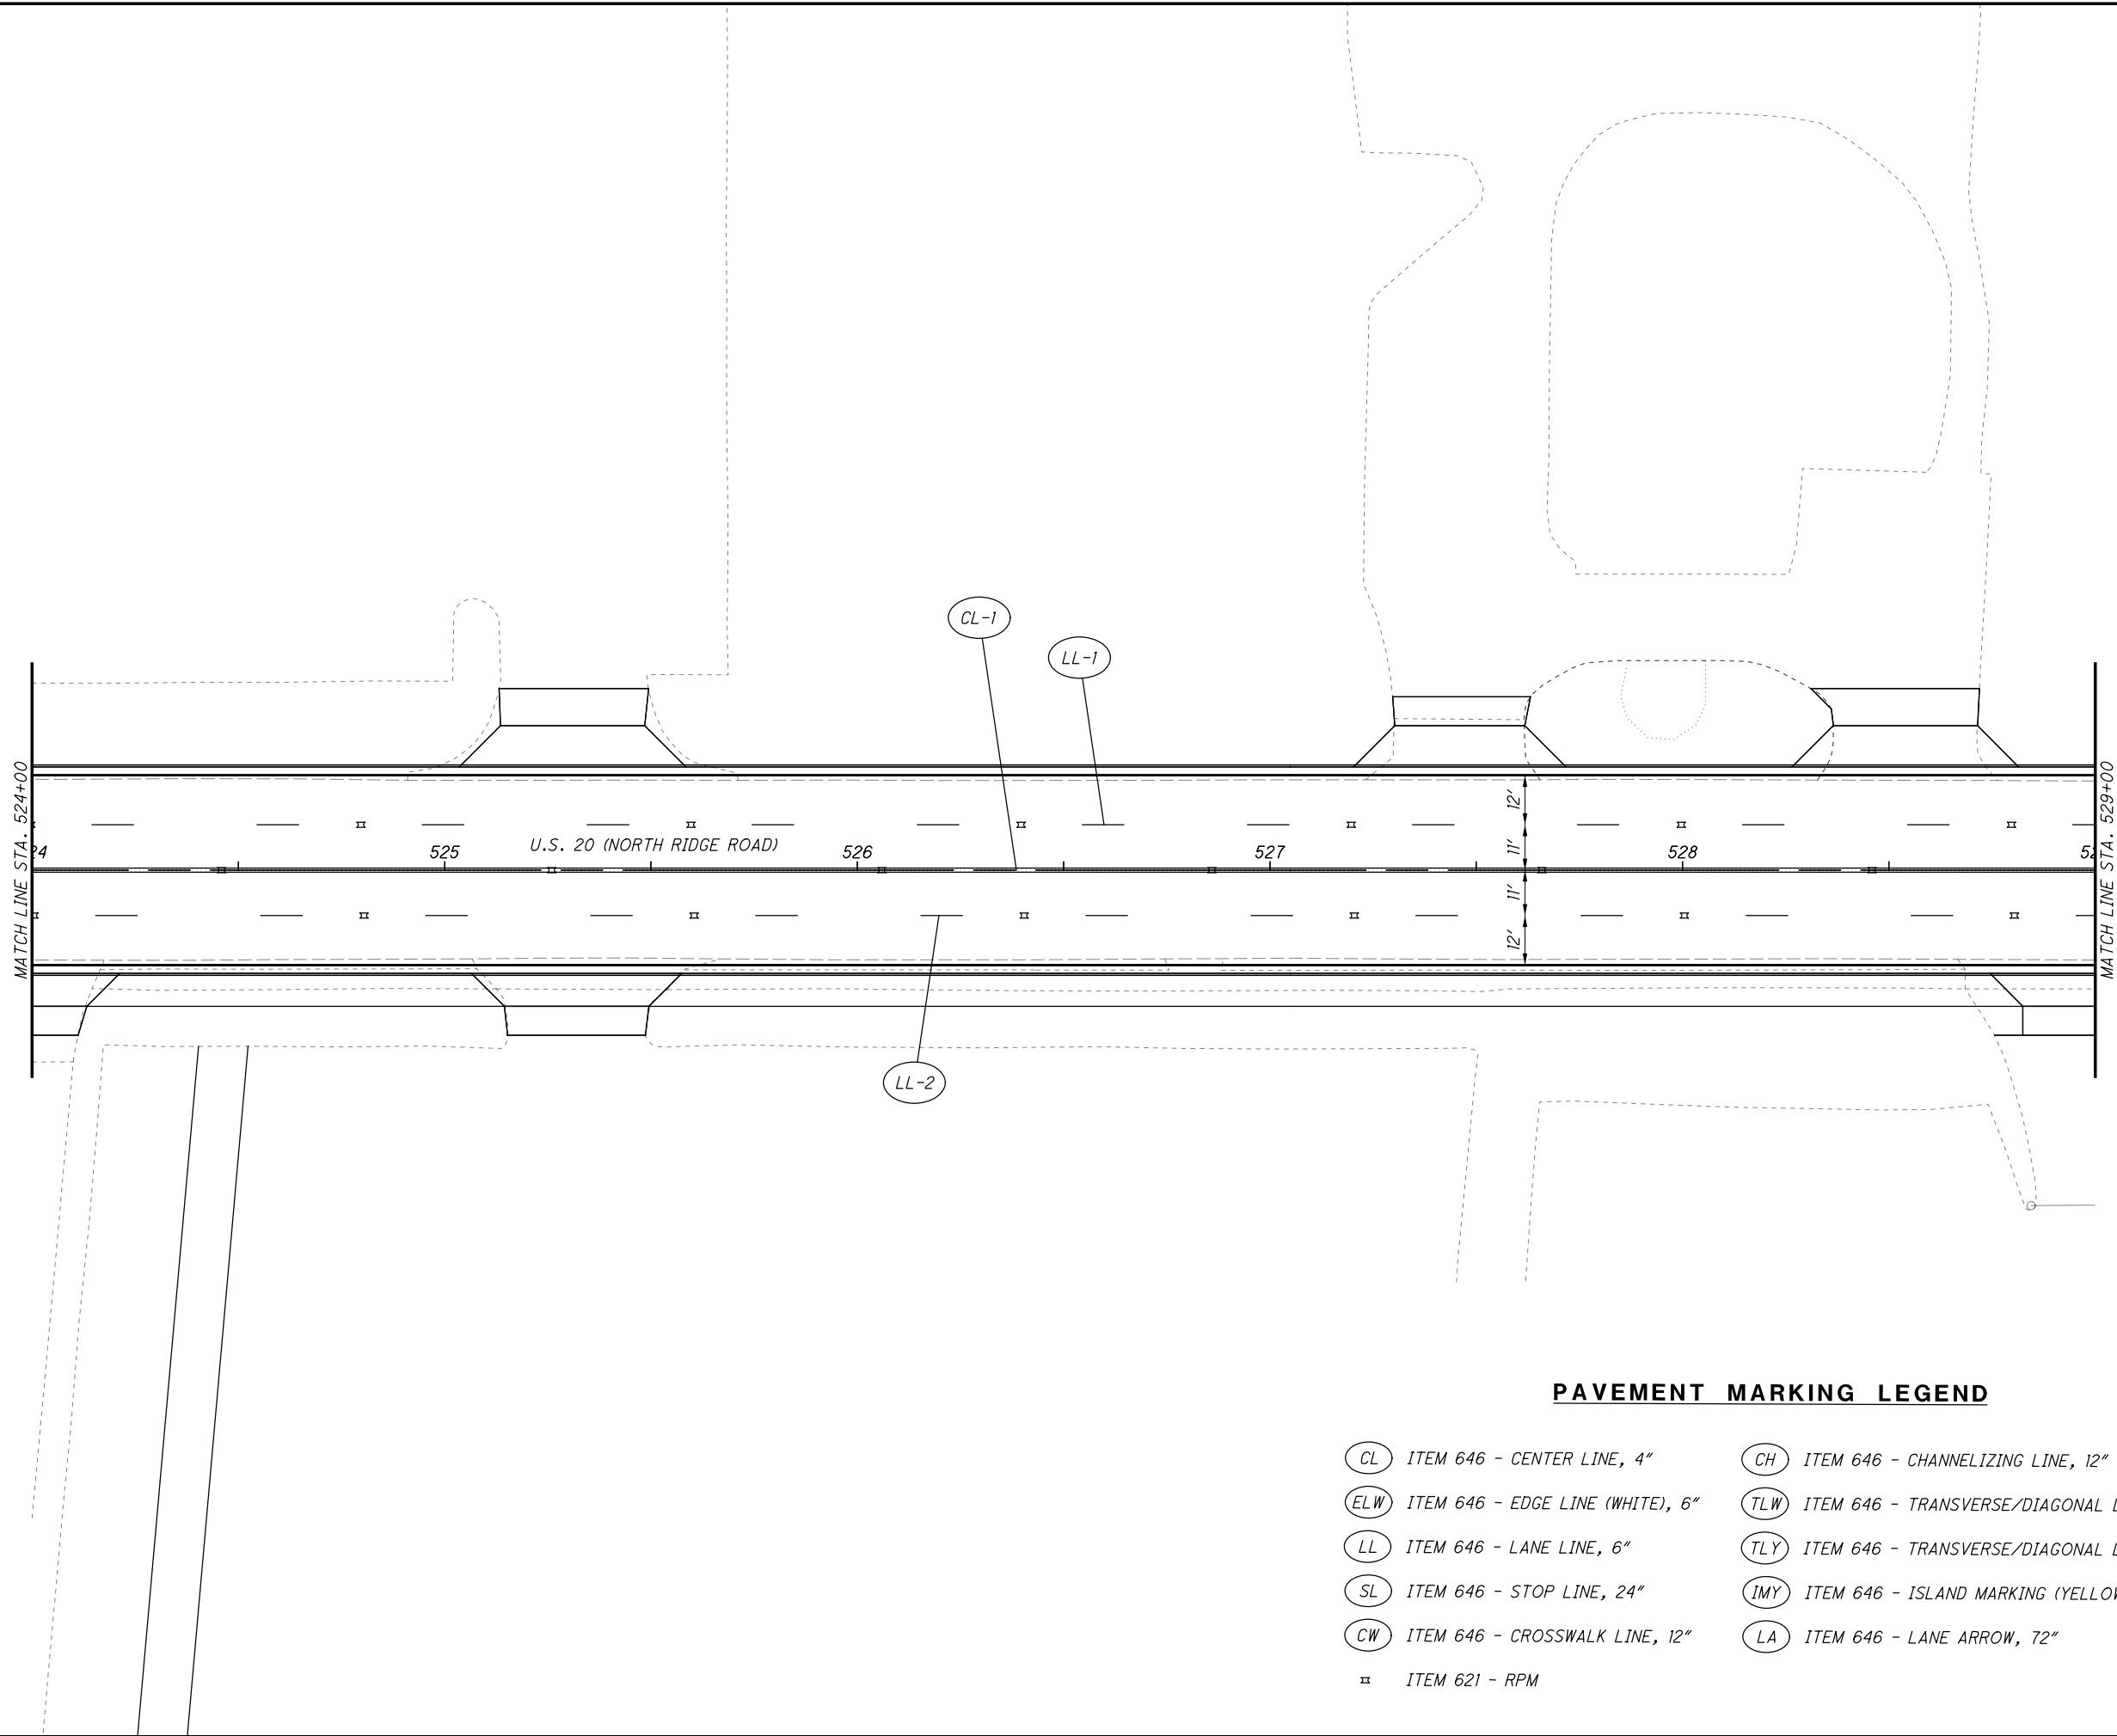 CL-1
LL-1
MATCH LINE STA. 524+00
MATCH LINE STA. 529+00
12'
11'
U.S. 20 (NORTH RIDGE ROAD)
24 525 526 527 528 52
11'
12'
LL-2
PAVEMENT MARKING LEGEND
CL ITEM 646 - CENTER LINE, 4"
ELW ITEM 646 - EDGE LINE (WHITE), 6"
LL ITEM 646 - LANE LINE, 6"
SL ITEM 646 - STOP LINE, 24"
CW ITEM 646 - CROSSWALK LINE, 12"
ITEM 621 - RPM
CH ITEM 646 - CHANNELIZING LINE, 12"
TLW ITEM 646 - TRANSVERSE/DIAGONAL
TLY ITEM 646 - TRANSVERSE/DIAGONAL
IMY ITEM 646 - ISLAND MARKING (YELLO
LA ITEM 646 - LANE ARROW, 72"